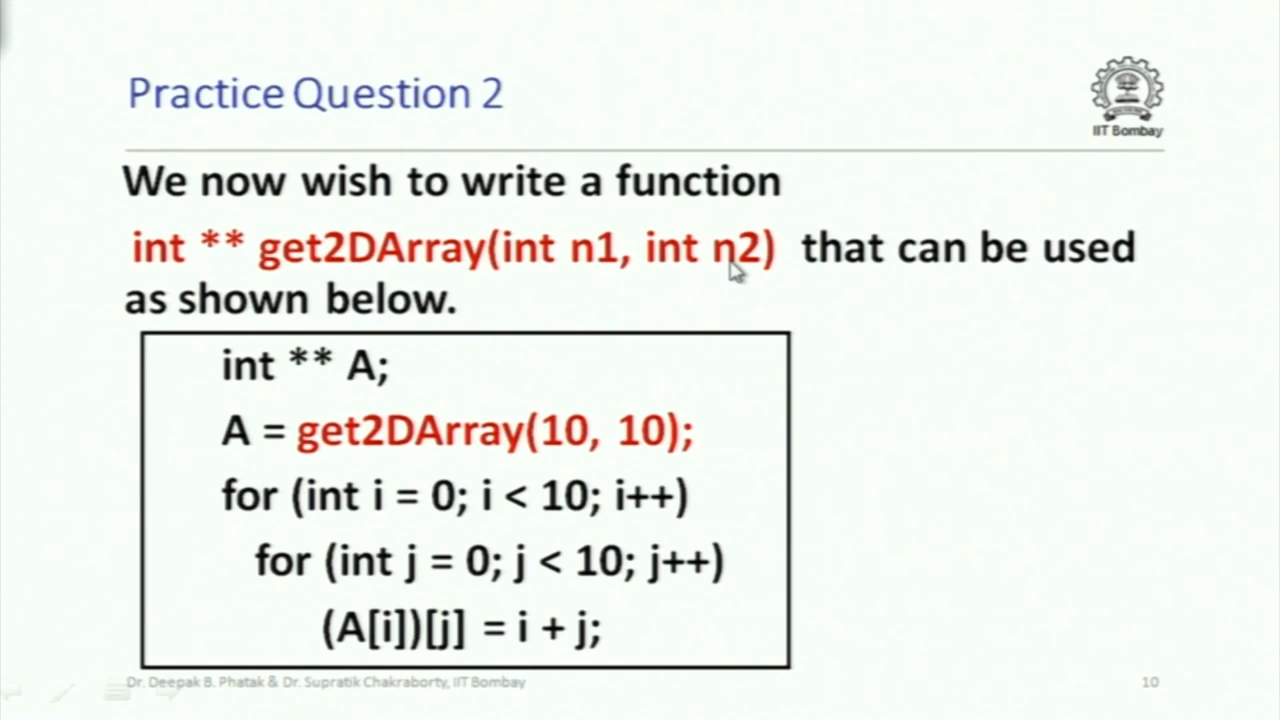 Practice Question 2
IIT Bombay
We now wish to write a function
int ** get2DArray(int n1, int n2) that can be used
as shown below.
int ** A;
A = get2DArray(10, 10);
for (int i = 0; i < 10; i++)
for (int j = 0; j < 10; j++)
(A[i])[j] = i + j;
Dr. Deepak B. Phatak & Dr. Supratik Chakraborty, IIT Bombay
10